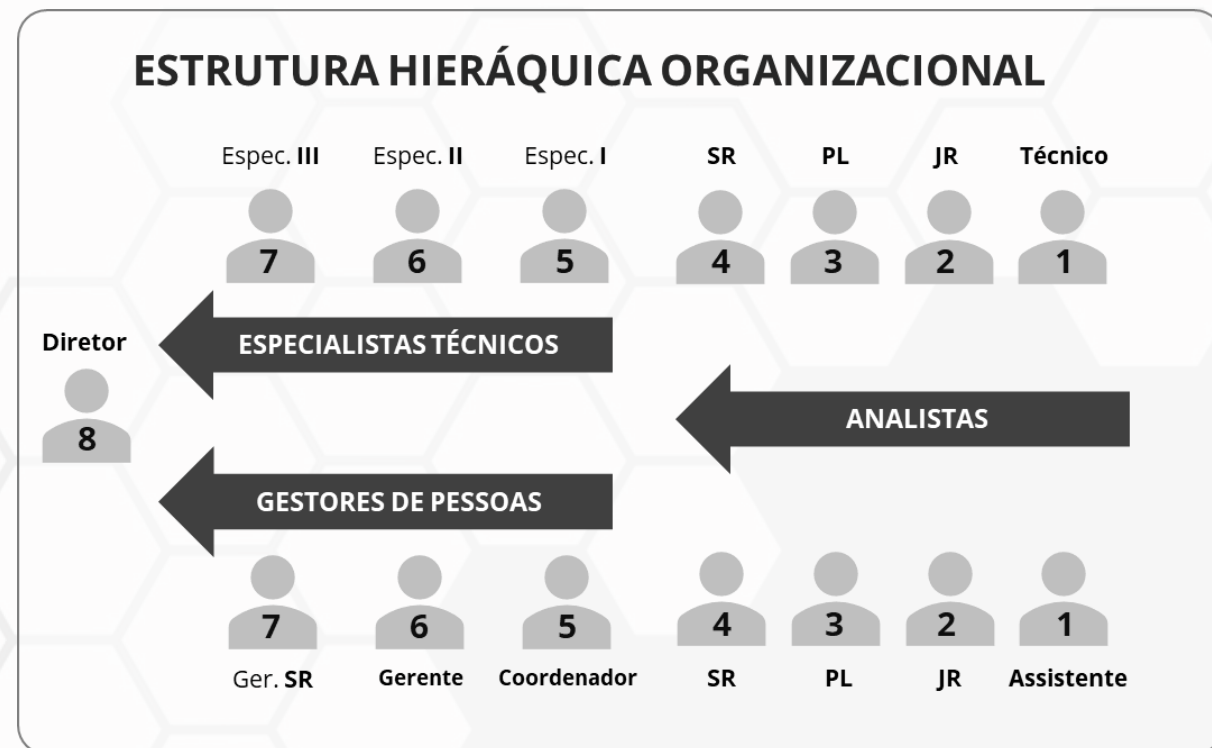 ESTRUTURA HIERÁQUICA ORGANIZACIONAL
Espec. III Espec. II Espec. I SR PL JR Técnico
7 6 5 4 3 2 1
ESPECIALISTAS TÉCNICOS
Diretor
ANALISTAS
8
GESTORES DE PESSOAS
7 6 5 4 3 2 1
Ger. SR Gerente Coordenador SR PL JR Assistente